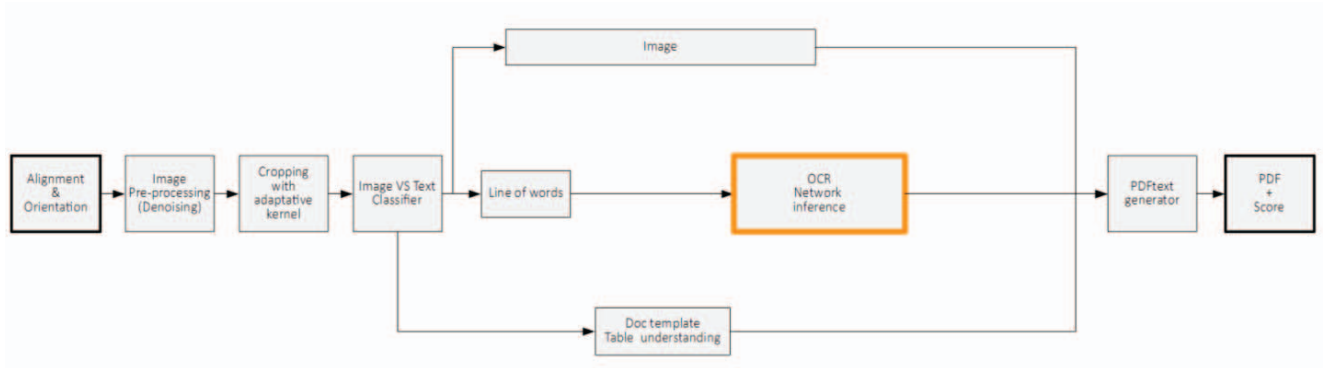 Image
Alignment
&
Orientation
Image
Pre-processing
(Denoising)
Cropping
with
adaptative
kernel
Image VS Text
Classifier
Line of words
OCR
Network
inference
PDFtext
generator
PDF
+
Score
Doc template
Table understanding